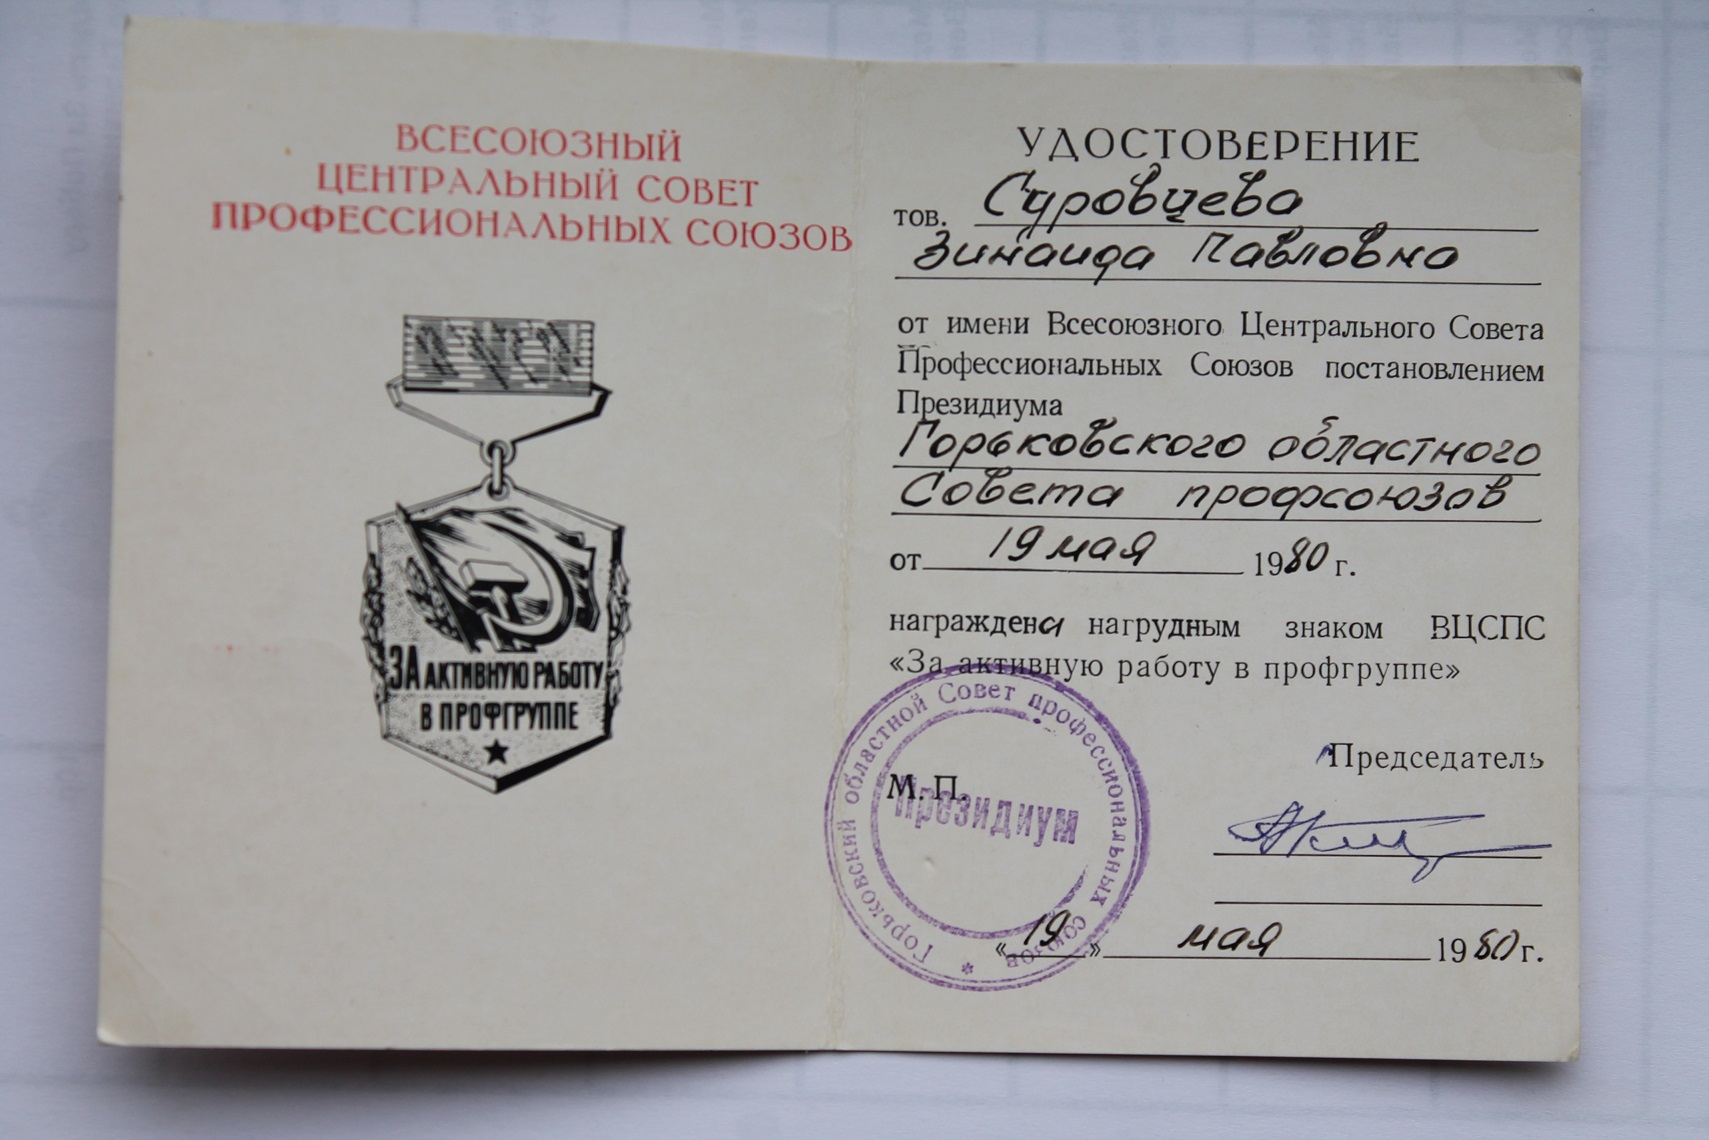 ВСЕСОЮЗНЫЙ
ЦЕНТРАЛЬНЫЙ СОВЕТ
ПРОФЕССИОНАЛЬНЫХ СОЮЗОВ
ЗА АКТИВНУЮ РАБОТУ
В ПРОФГРУППЕ
УДОСТОВЕРЕНИЕ
тов. Суровцева
Зинаида Павловна
от имени Всесоюзного Центрального Совета
Профессиональных Союзов постановлением
Президиума
Горьковского областного
Совета профсоюзов
от 19 мая 1980 г.
награждена нагрудным знаком ВЦСПС
«За активную работу в профгруппе»
Председатель
М. П.
Горьковский областной Совет профессиональных союзов
Президиум
«19» мая 1980 г.